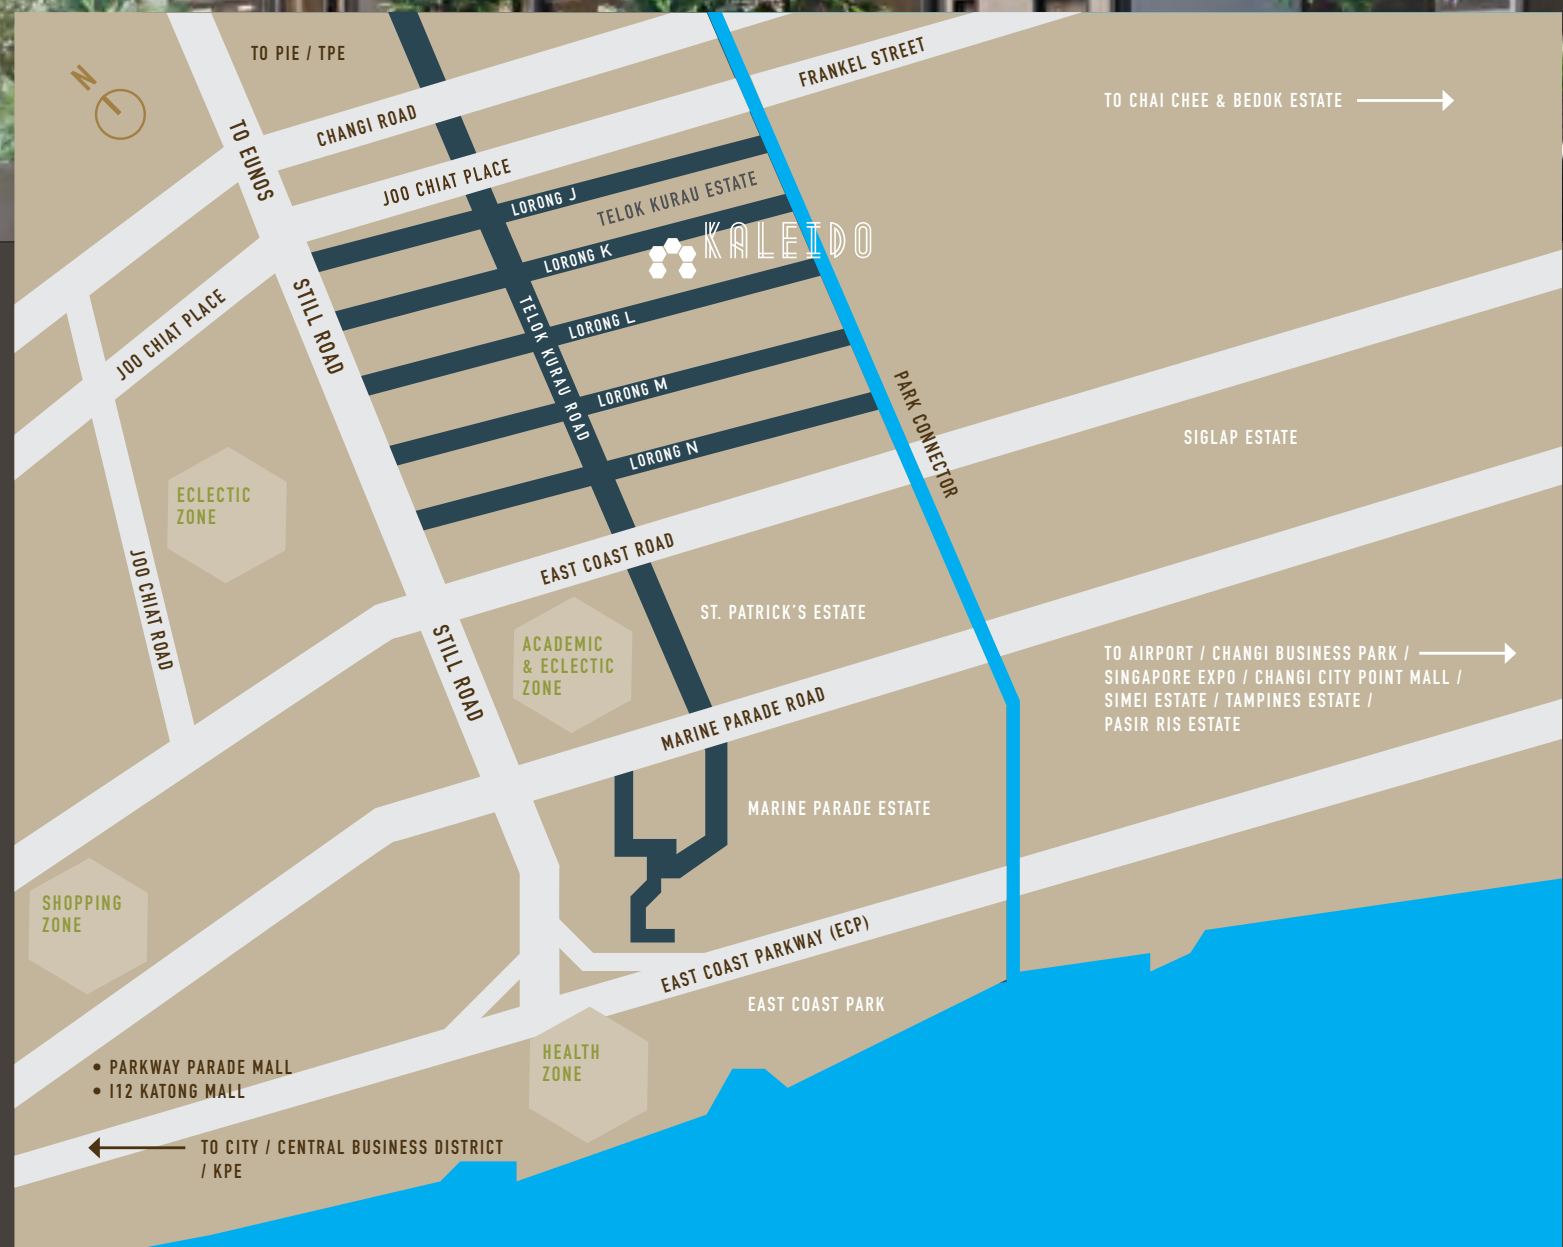 TO PIE / TPE
N
CHANGI ROAD
FRANKEL STREET
TO CHAI CHEE & BEDOK ESTATE
TO EUNOS
JOO CHIAT PLACE
LORONG J
TELOK KURAU ESTATE
KALEIDO
LORONG K
STILL ROAD
JOO CHIAT PLACE
TELOK KURAU ROAD
LORONG L
LORONG M
PARK CONNECTOR
SIGLAP ESTATE
LORONG N
ECLECTIC
ZONE
EAST COAST ROAD
JOO CHIAT ROAD
ST. PATRICK'S ESTATE
STILL ROAD
ACADEMIC
& ECLECTIC
ZONE
TO AIRPORT / CHANGI BUSINESS PARK /
SINGAPORE EXPO / CHANGI CITY POINT MALL /
SIMEI ESTATE / TAMPINES ESTATE /
PASIR RIS ESTATE
MARINE PARADE ROAD
MARINE PARADE ESTATE
SHOPPING
ZONE
EAST COAST PARKWAY (ECP)
EAST COAST PARK
HEALTH
ZONE
• PARKWAY PARADE MALL
• I12 KATONG MALL
TO CITY / CENTRAL BUSINESS DISTRICT
/ KPE